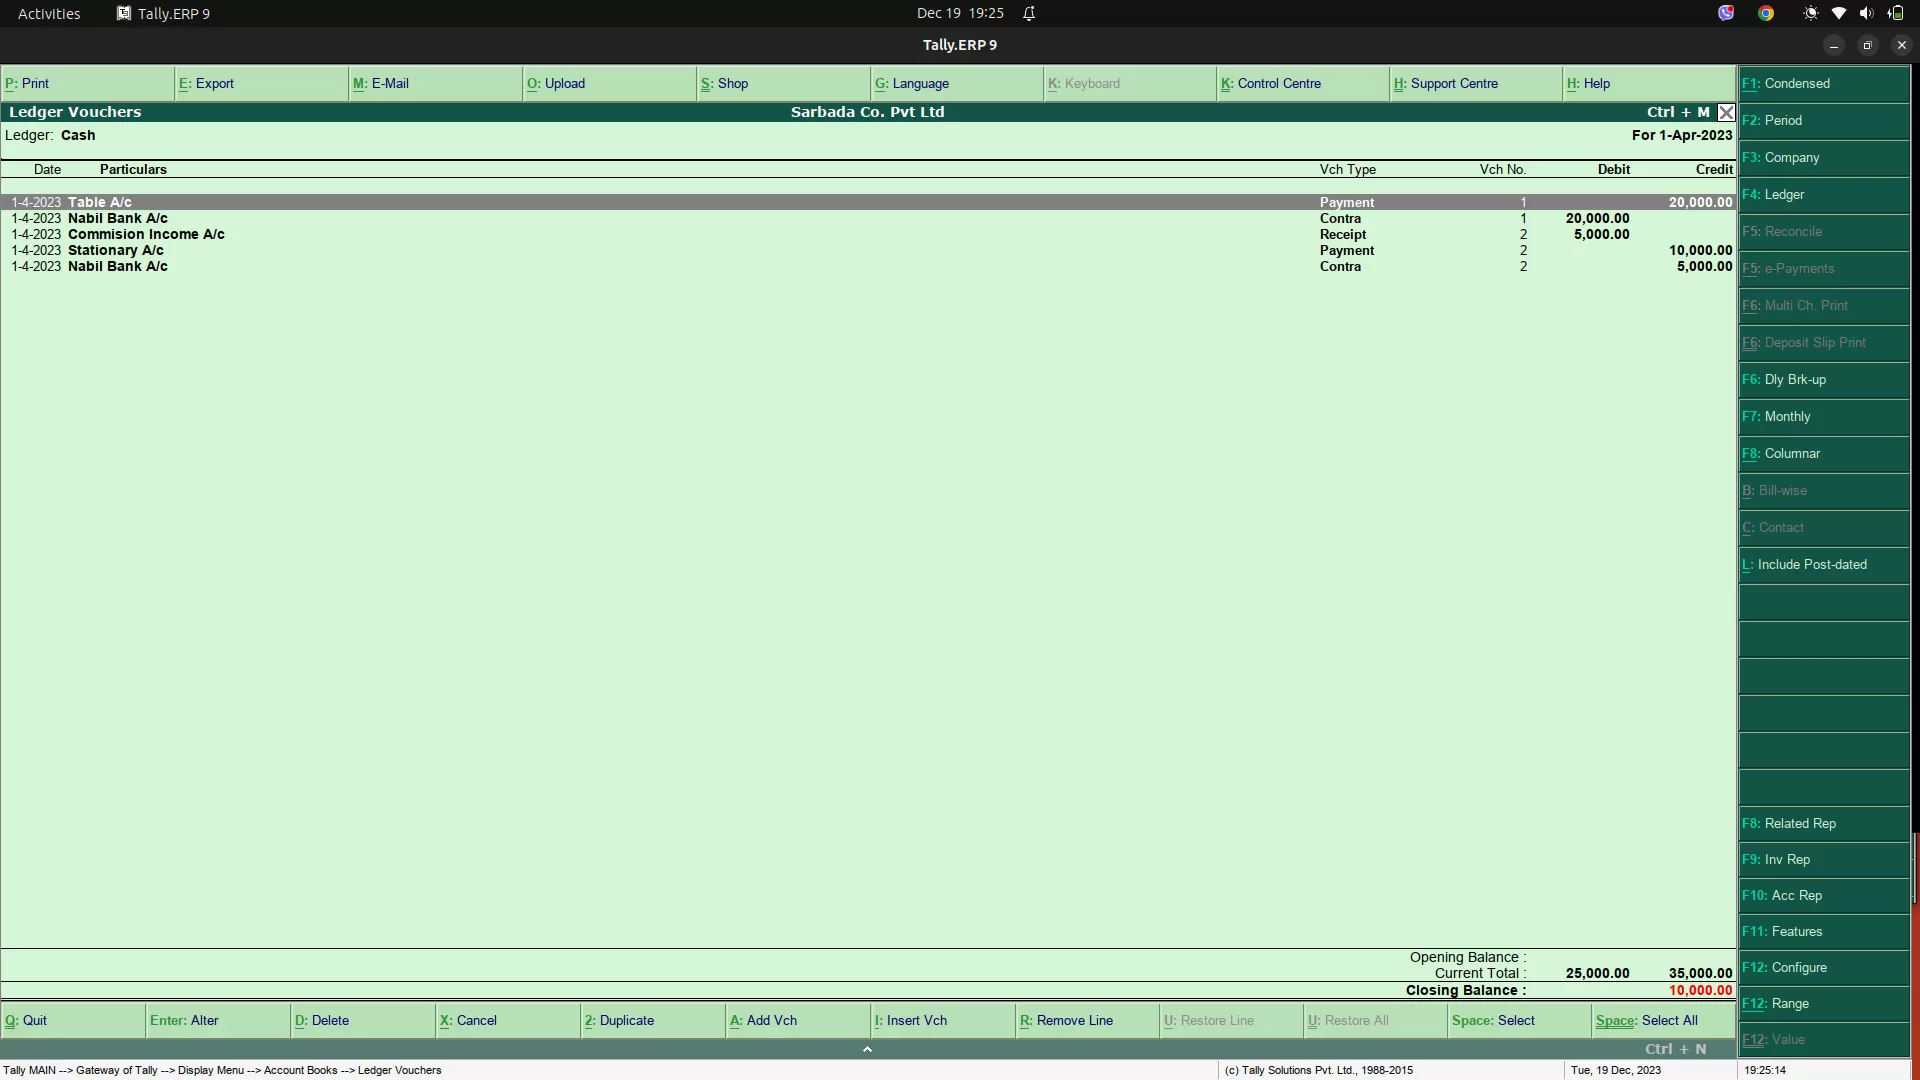 Activities Tally.ERP 9 Dec 19 19:25
Tally.ERP 9
P: Print E: Export M: E-Mail O: Upload S: Shop G: Language K: Keyboard K: Control Centre H: Support Centre H: Help
Ledger Vouchers Sarbada Co. Pvt Ltd Ctrl + M
Ledger: Cash For 1-Apr-2023
Date Particulars Vch Type Vch No. Debit Credit
1-4-2023 Table A/c Payment 1 20,000.00
1-4-2023 Nabil Bank A/c Contra 1 20,000.00
1-4-2023 Commision Income A/c Receipt 2 5,000.00
1-4-2023 Stationary A/c Payment 2 10,000.00
1-4-2023 Nabil Bank A/c Contra 2 5,000.00
Opening Balance :
Current Total : 25,000.00 35,000.00
Closing Balance : 10,000.00
Q: Quit Enter: Alter D: Delete X: Cancel 2: Duplicate A: Add Vch I: Insert Vch R: Remove Line U: Restore Line U: Restore All Space: Select Space: Select All
Ctrl + N
F1: Condensed
F2: Period
F3: Company
F4: Ledger
F5: Reconcile
F5: e-Payments
F6: Multi Ch. Print
F6: Deposit Slip Print
F6: Dly Brk-up
F7: Monthly
F8: Columnar
B: Bill-wise
C: Contact
L: Include Post-dated
F8: Related Rep
F9: Inv Rep
F10: Acc Rep
F11: Features
F12: Configure
F12: Range
F12: Value
Tally MAIN --> Gateway of Tally --> Display Menu --> Account Books --> Ledger Vouchers (c) Tally Solutions Pvt. Ltd., 1988-2015 Tue, 19 Dec, 2023 19:25:14